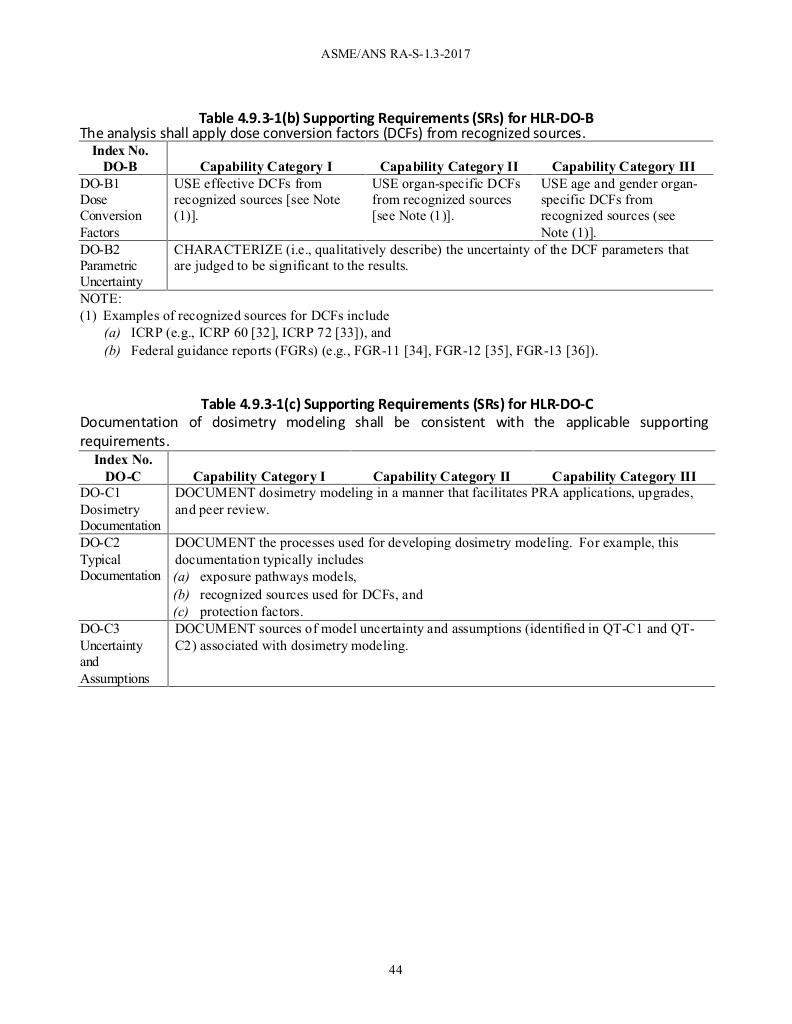 ASME/ANS RA-S-1.3-2017
Table 4.9.3-1(b) Supporting Requirements (SRs) for HLR-DO-B
The analysis shall apply dose conversion factors (DCFs) from recognized sources.
Index No.
DO-B
Capability Category I
Capability Category II
Capability Category III
DO-B1
Dose
Conversion
Factors
USE effective DCFs from
recognized sources [see Note
(1)].
USE organ-specific DCFs
from recognized sources
[see Note (1)].
USE age and gender organ-
specific DCFs from
recognized sources (see
Note (1)].
DO-B2
Parametric
Uncertainty
CHARACTERIZE (i.e., qualitatively describe) the uncertainty of the DCF parameters that
are judged to be significant to the results.
NOTE:
(1) Examples of recognized sources for DCFs include
(a) ICRP (e.g., ICRP 60 [32], ICRP 72 [33]), and
(b) Federal guidance reports (FGRs) (e.g., FGR-11 [34], FGR-12 [35], FGR-13 [36]).
Table 4.9.3-1(c) Supporting Requirements (SRs) for HLR-DO-C
Documentation of dosimetry modeling shall be consistent with the applicable supporting
requirements.
Index No.
DO-C
Capability Category I
Capability Category II
Capability Category III
DO-C1
Dosimetry
Documentation
DOCUMENT dosimetry modeling in a manner that facilitates PRA applications, upgrades,
and peer review.
DO-C2
Typical
Documentation
DOCUMENT the processes used for developing dosimetry modeling. For example, this
documentation typically includes
(a) exposure pathways models,
(b) recognized sources used for DCFs, and
(c) protection factors.
DO-C3
Uncertainty
and
Assumptions
DOCUMENT sources of model uncertainty and assumptions (identified in QT-C1 and QT-
C2) associated with dosimetry modeling.
44